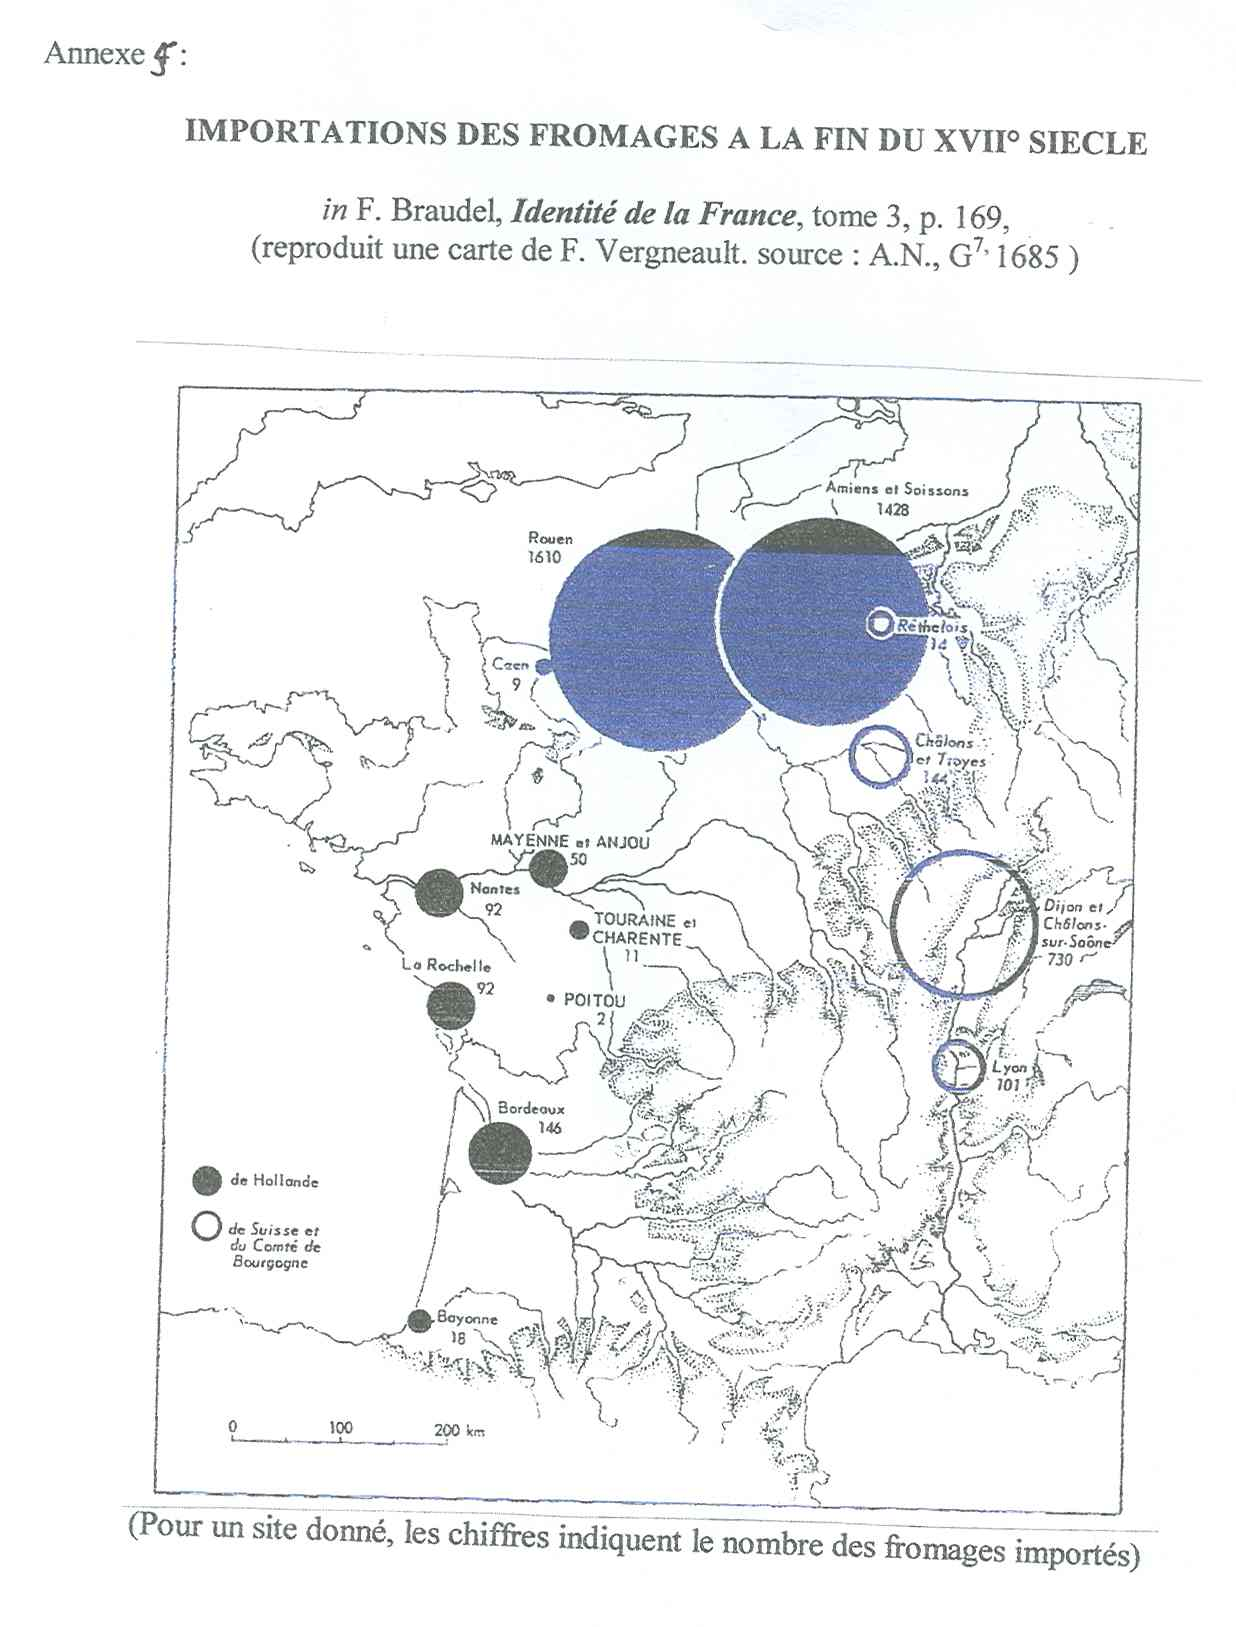 Annexe 5 :
IMPORTATIONS DES FROMAGES A LA FIN DU XVII° SIECLE
in F. Braudel, Identité de la France, tome 3, p. 169,
(reproduit une carte de F. Vergneault. source : A.N., G7, 1685 )
Amiens et Soissons
1428
Rouen
1610
Réthelois
14
Caen
9
Châlons
et Troyes
144
MAYENNE et ANJOU
50
Nantes
92
TOURAINE et
CHARENTE
11
Dijon et
Châlons-
sur-Saône
730
La Rochelle
92
POITOU
2
Lyon
101
Bordeaux
146
de Hollande
de Suisse et
du Comté de
Bourgogne
Bayonne
18
0 100 200 km
(Pour un site donné, les chiffres indiquent le nombre des fromages importés)